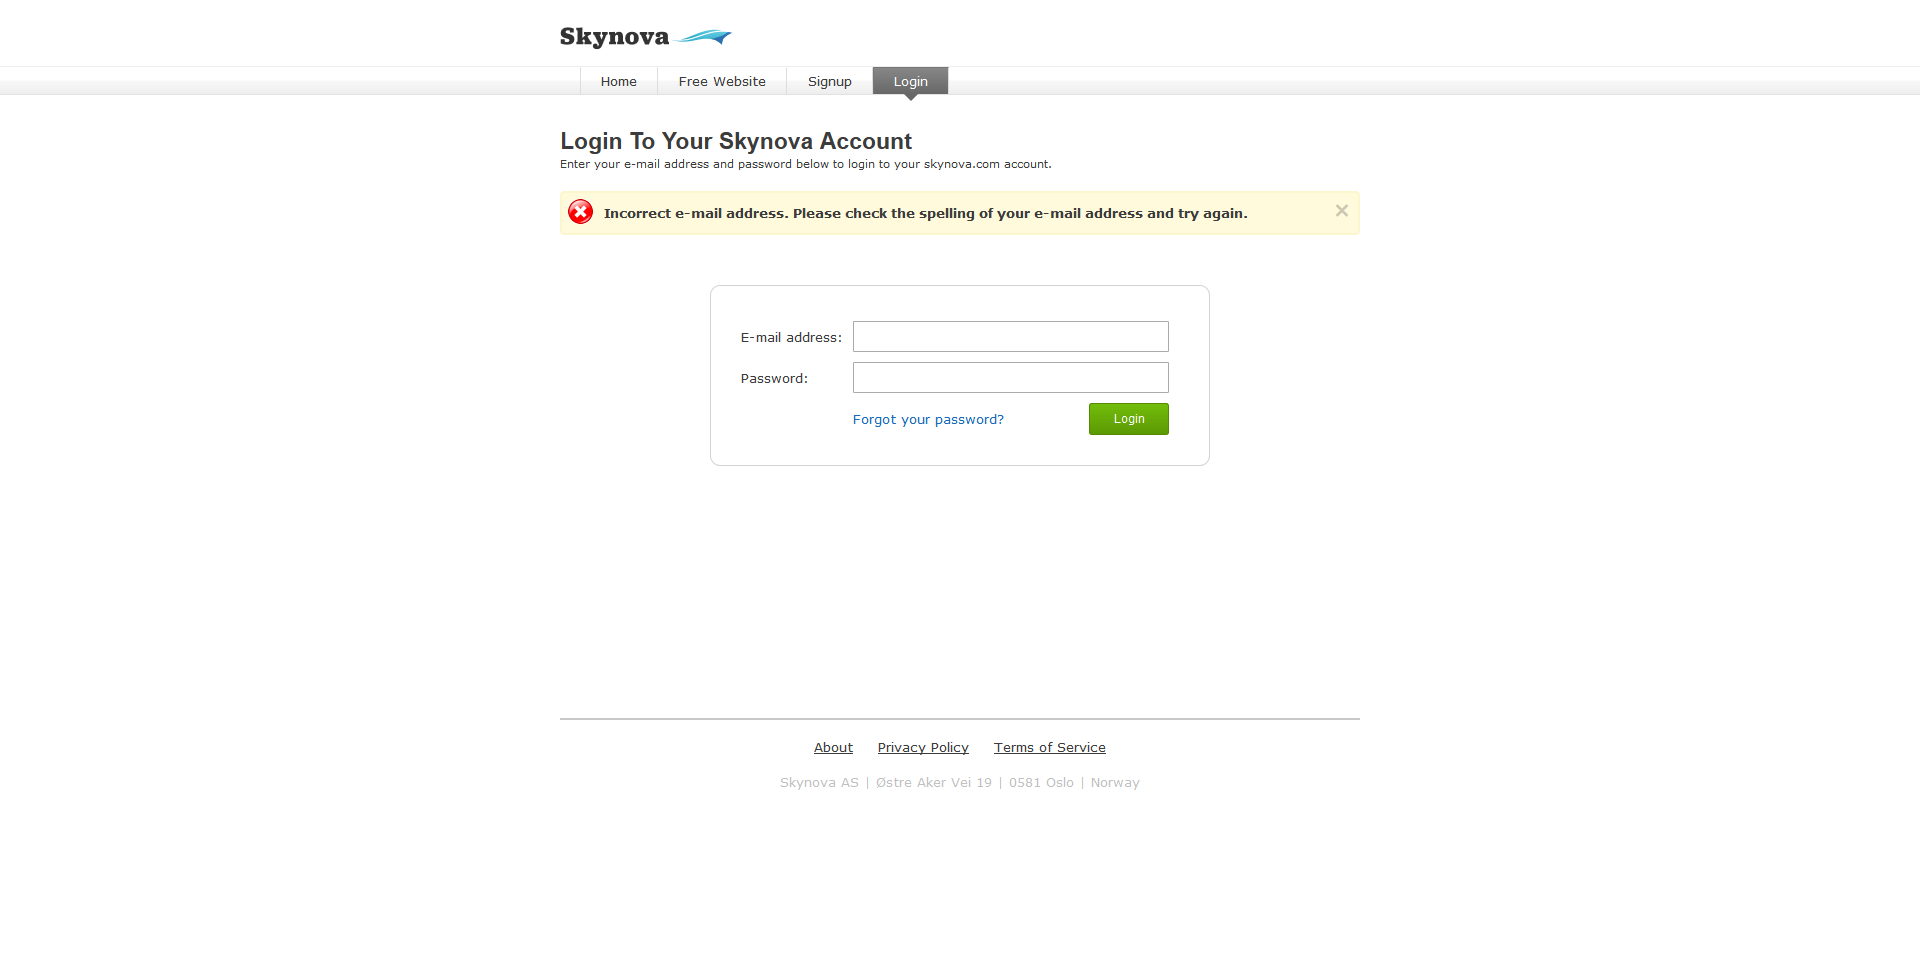 Skynova
Home
Free Website
Signup
Login
Login To Your Skynova Account
Enter your e-mail address and password below to login to your skynova.com account.
Incorrect e-mail address. Please check the spelling of your e-mail address and try again.
E-mail address:
Password:
Forgot your password?
Login
About
Privacy Policy
Terms of Service
Skynova AS | Østre Aker Vei 19 | 0581 Oslo | Norway